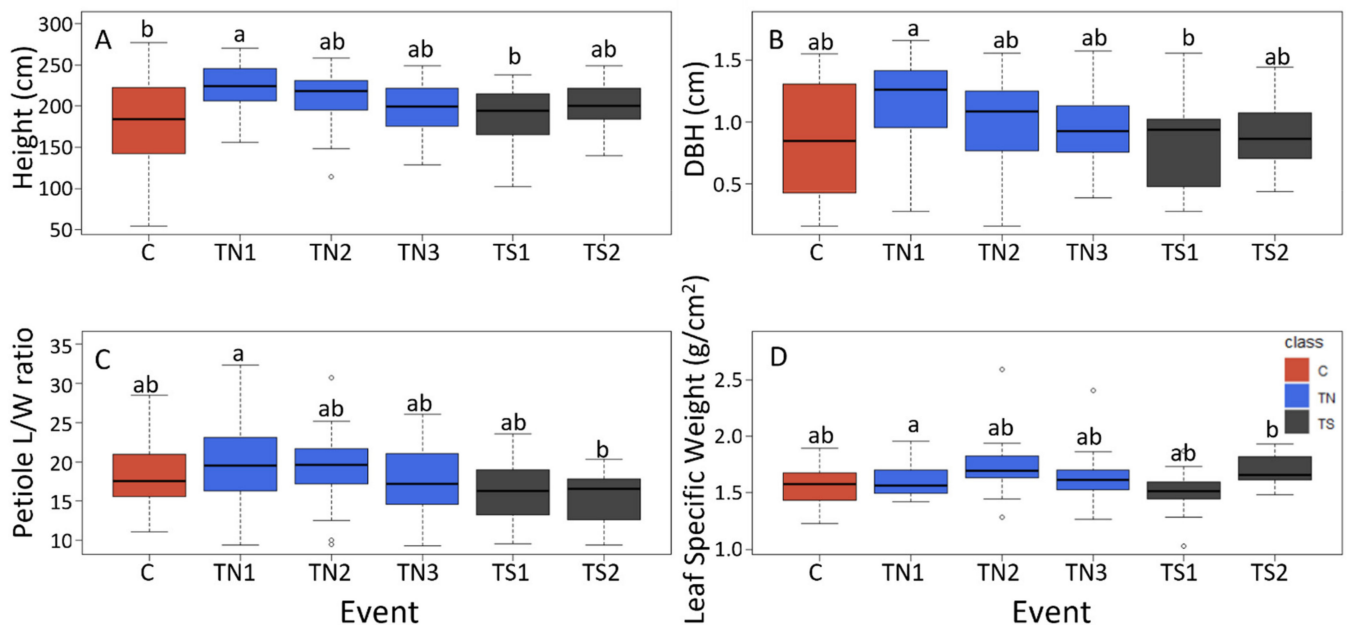 A
Height (cm)
300
250
200
150
100
50
b a ab ab b ab
C TN1 TN2 TN3 TS1 TS2
B
DBH (cm)
1.5
1.0
0.5
ab a ab ab b ab
C TN1 TN2 TN3 TS1 TS2
C
Petiole L/W ratio
35
30
25
20
15
10
ab a ab ab ab b
C TN1 TN2 TN3 TS1 TS2
Event
D
Leaf Specific Weight (g/cm²)
2.5
2.0
1.5
1.0
ab a ab ab ab b
class
C
TN
TS
C TN1 TN2 TN3 TS1 TS2
Event